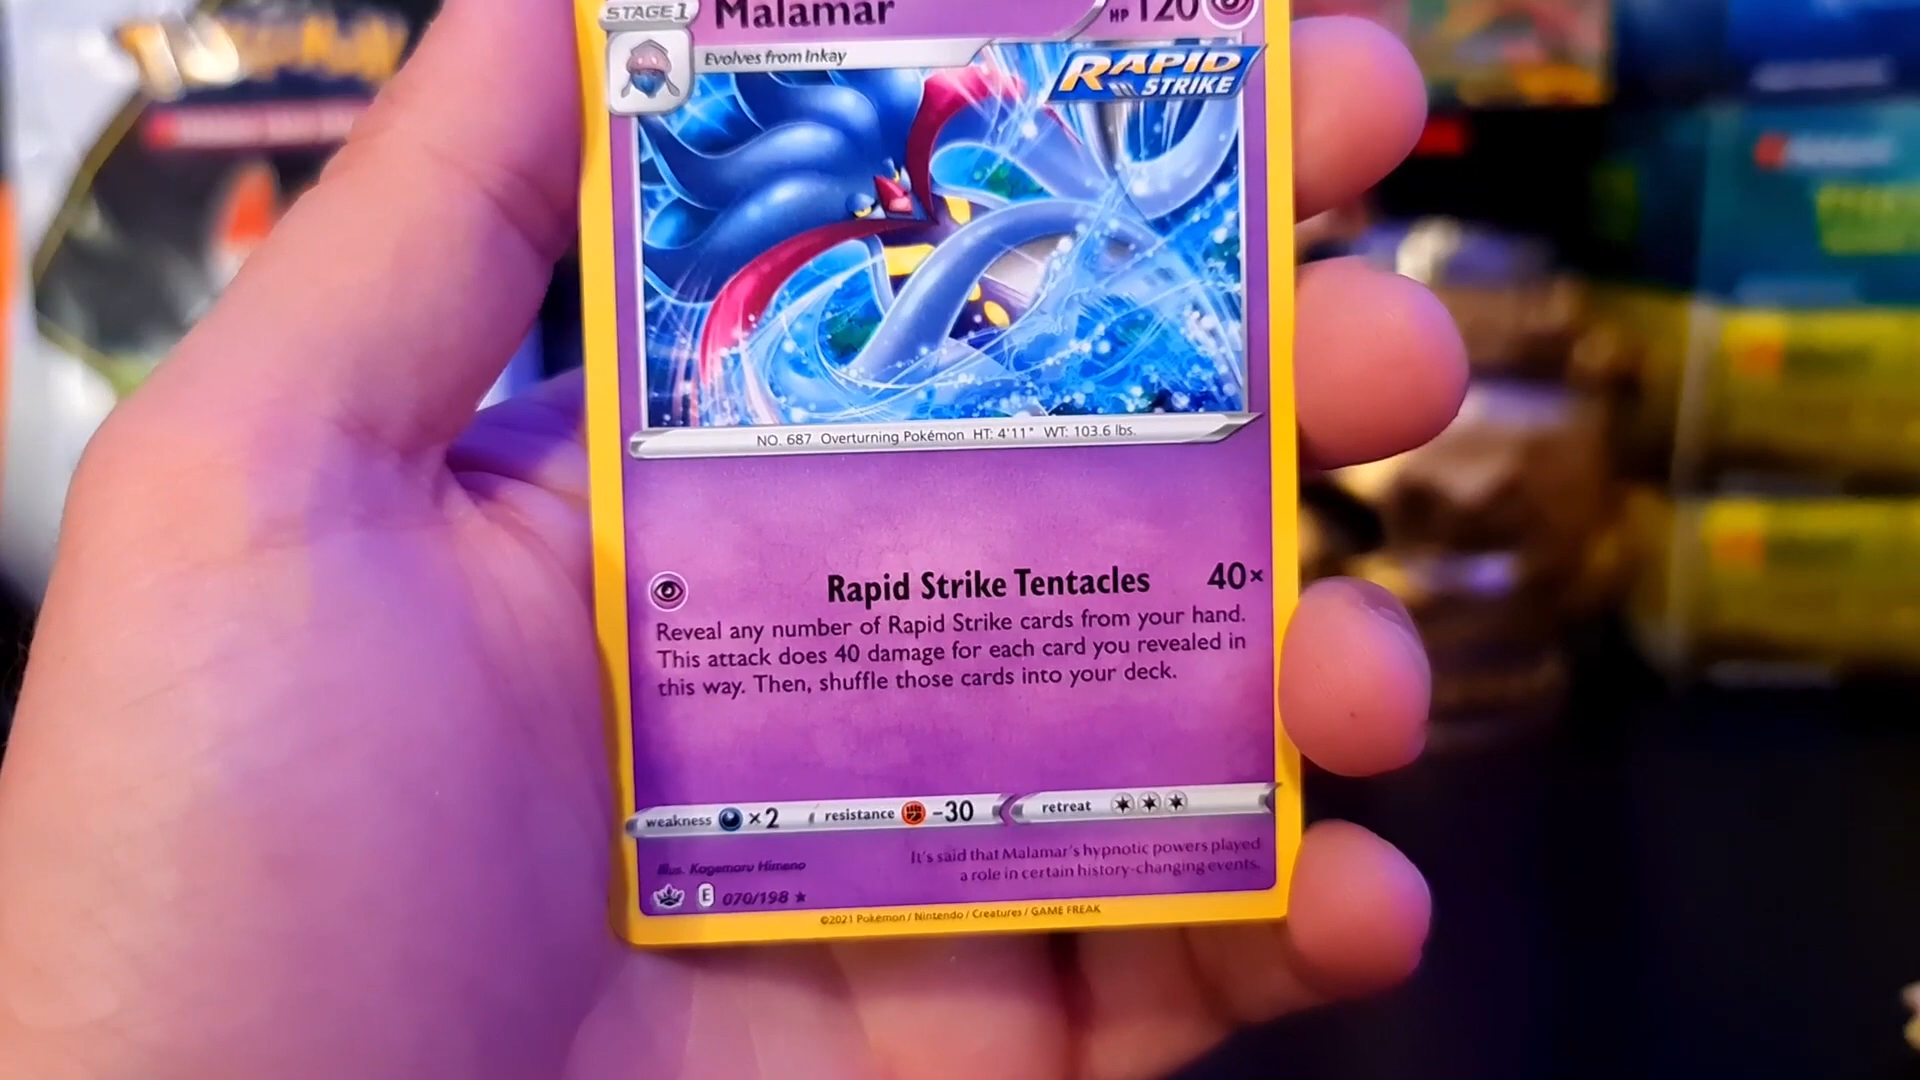 STAGE 1 Malamar HP 120
Evolves from Inkay
RAPID
STRIKE
NO. 687 Overturning Pokémon HT: 4'11" WT: 103.6 lbs.
Rapid Strike Tentacles 40×
Reveal any number of Rapid Strike cards from your hand.
This attack does 40 damage for each card you revealed in
this way. Then, shuffle those cards into your deck.
weakness ×2 resistance -30 retreat
Illus. Kagemaru Himeno
It's said that Malamar's hypnotic powers played
a role in certain history-changing events.
E 070/198 ★
©2021 Pokémon / Nintendo / Creatures / GAME FREAK